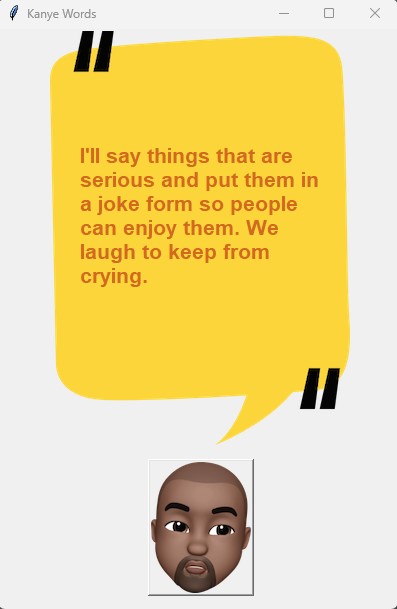 Kanye Words
"
I'll say things that are
serious and put them in
a joke form so people
can enjoy them. We
laugh to keep from
crying.
"